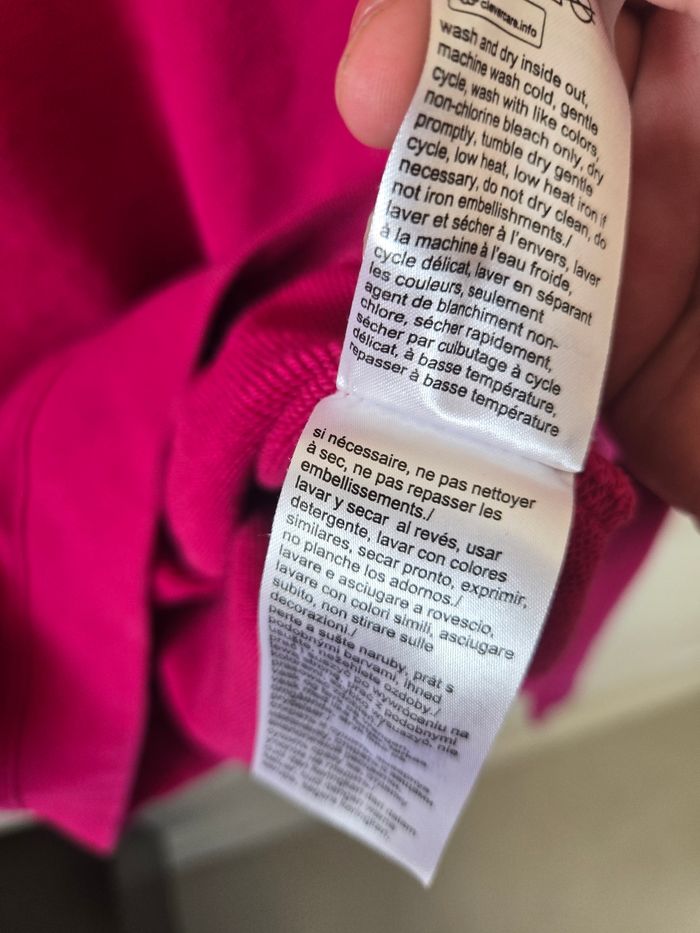 clevercare.info
wash and dry inside out,
machine wash cold, gentle
cycle, wash with like colors,
non-chlorine bleach only, dry
promptly, tumble dry gentle
cycle, low heat, low heat iron if
necessary, do not dry clean, do
not iron embellishments./
laver et sécher à l'envers, laver
à la machine à l'eau froide,
cycle délicat, laver en séparant
les couleurs, seulement
agent de blanchiment non-
chlore, sécher rapidement,
sécher par culbutage à cycle
délicat, à basse température,
repasser à basse température
si nécessaire, ne pas nettoyer
à sec, ne pas repasser les
embellissements./
lavar y secar al revés, usar
detergente, lavar con colores
similares, secar pronto, exprimir,
no planche los adornos./
lavare e asciugare a rovescio,
lavare con colori simili, asciugare
subito, non stirare sulle
decorazioni./
perte a sušte naruby, prát s
podobnými barvami, ihned
nežehlete ozdoby./
po wywróceniu na
z podobnymi